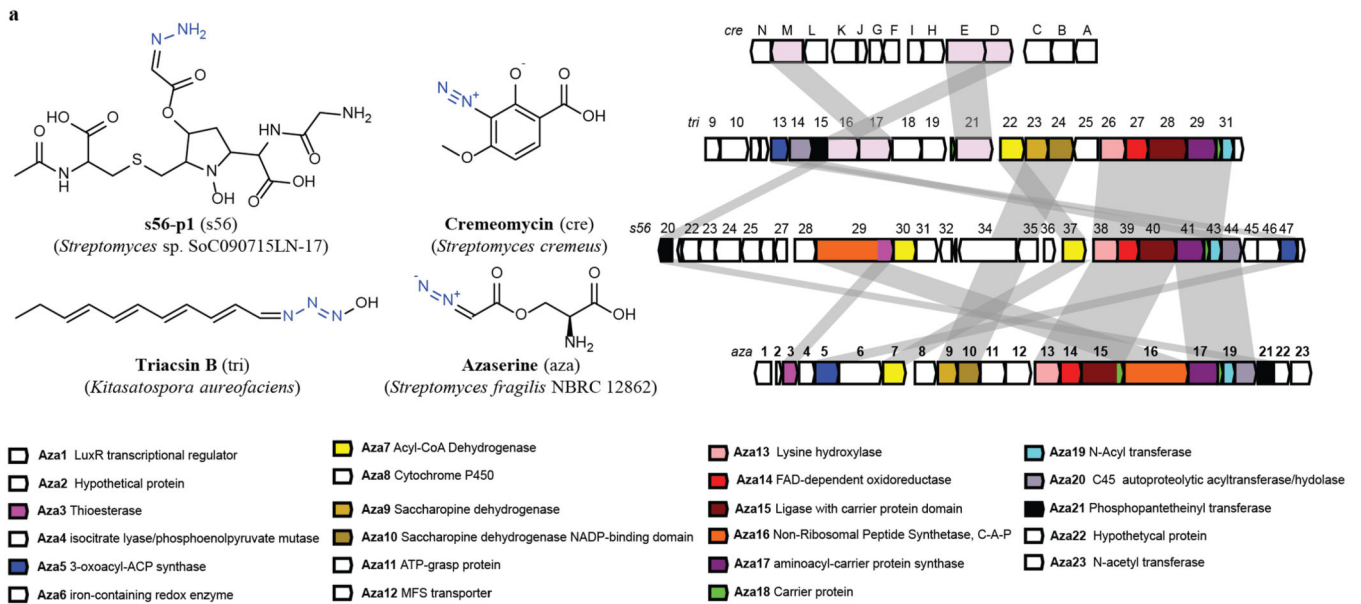 a
N
NH₂
O
O
O
HO
O
N
H
S
N
OH
HN
NH₂
O
OH
O
s56-p1 (s56)
(Streptomyces sp. SoC090715LN-17)
N
N⁺
O⁻
O
OH
O
Cremeomycin (cre)
(Streptomyces cremeus)
N
N
N
OH
Triacsin B (tri)
(Kitasatospora aureofaciens)
⁻N
N⁺
O
O
O
OH
NH₂
Azaserine (aza)
(Streptomyces fragilis NBRC 12862)
cre N M L K J G F I H E D C B A
tri 9 10 13 14 15 16 17 18 19 21 22 23 24 25 26 27 28 29 31
s56 20 22 23 24 25 27 28 29 30 31 32 34 35 36 37 38 39 40 41 43 44 45 46 47
aza 1 2 3 4 5 6 7 8 9 10 11 12 13 14 15 16 17 19 21 22 23
Aza1 LuxR transcriptional regulator
Aza2 Hypothetical protein
Aza3 Thioesterase
Aza4 isocitrate lyase/phosphoenolpyruvate mutase
Aza5 3-oxoacyl-ACP synthase
Aza6 iron-containing redox enzyme
Aza7 Acyl-CoA Dehydrogenase
Aza8 Cytochrome P450
Aza9 Saccharopine dehydrogenase
Aza10 Saccharopine dehydrogenase NADP-binding domain
Aza11 ATP-grasp protein
Aza12 MFS transporter
Aza13 Lysine hydroxylase
Aza14 FAD-dependent oxidoreductase
Aza15 Ligase with carrier protein domain
Aza16 Non-Ribosomal Peptide Synthetase, C-A-P
Aza17 aminoacyl-carrier protein synthase
Aza18 Carrier protein
Aza19 N-Acyl transferase
Aza20 C45 autoproteolytic acyltransferase/hydolase
Aza21 Phosphopantetheinyl transferase
Aza22 Hypothetycal protein
Aza23 N-acetyl transferase